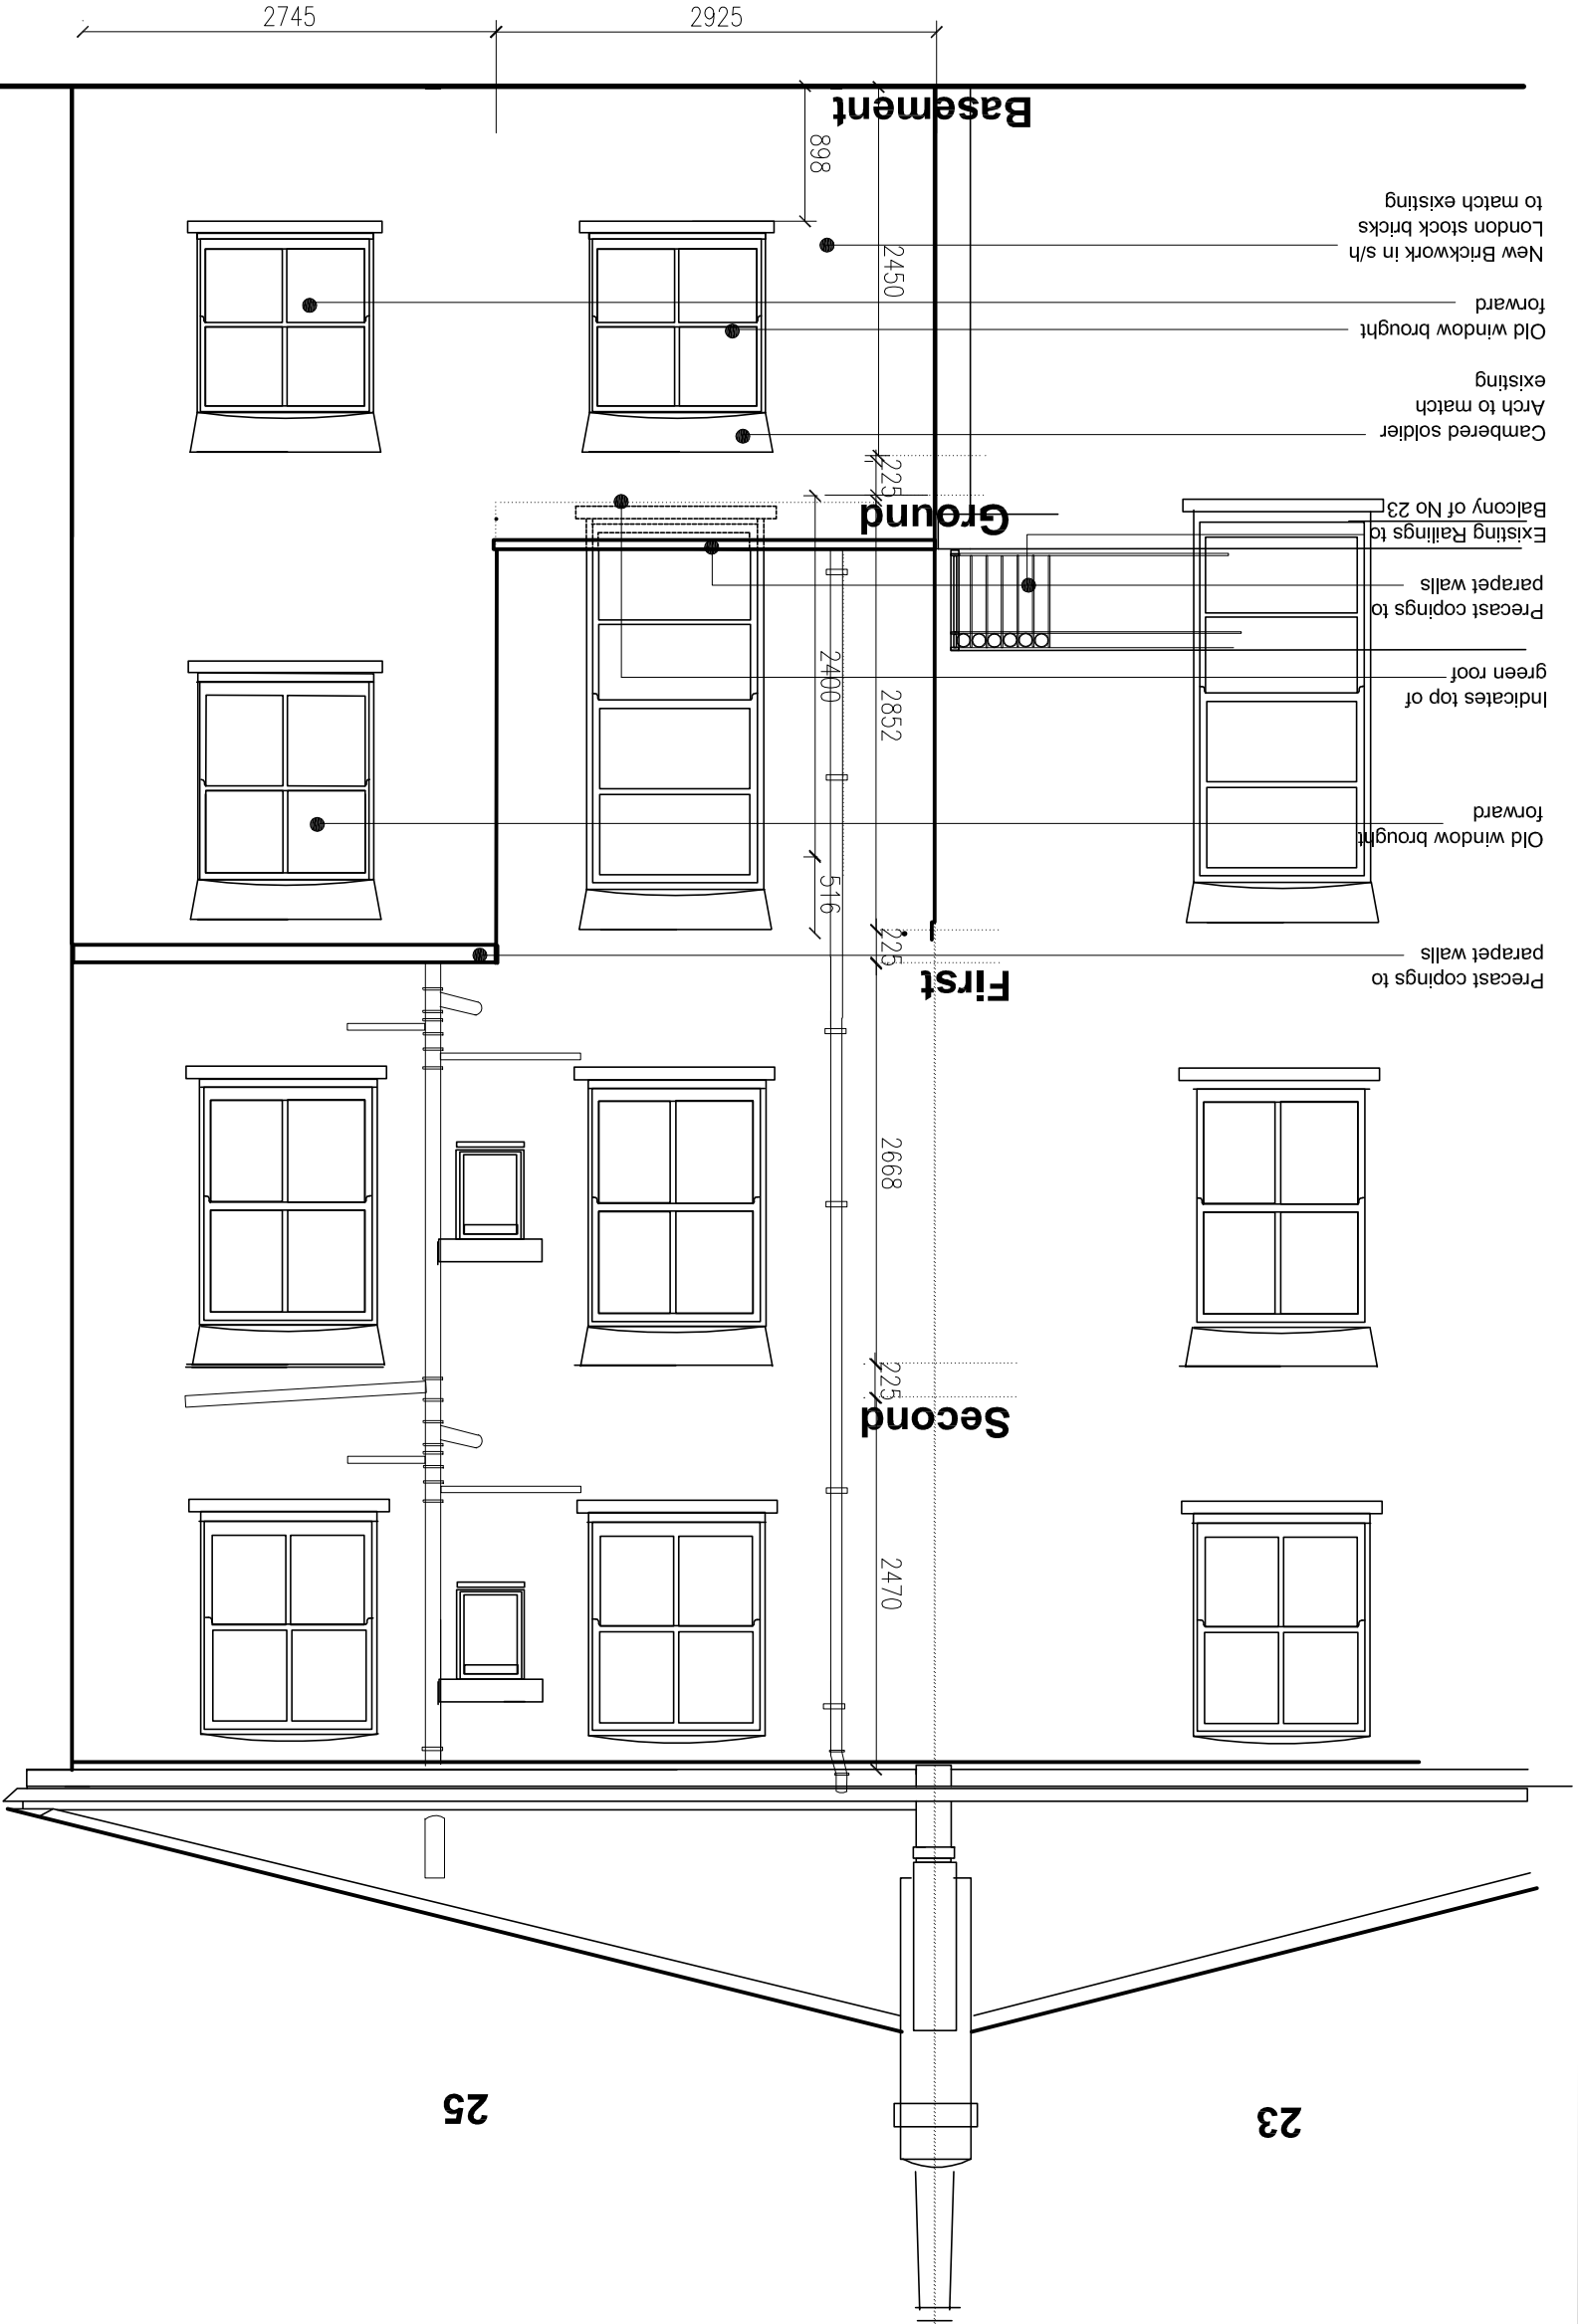 23
25
2470
Second
225
2668
First
225
Precast copings to
parapet walls
516
Old window brought
forward
2852
2400
Indicates top of
green roof
Precast copings to
parapet walls
Existing Railings to
Balcony of No 23
Ground
225
Cambered soldier
Arch to match
existing
Old window brought
forward
New Brickwork in s/h
London stock bricks
to match existing
2450
898
Basement
2925
2745